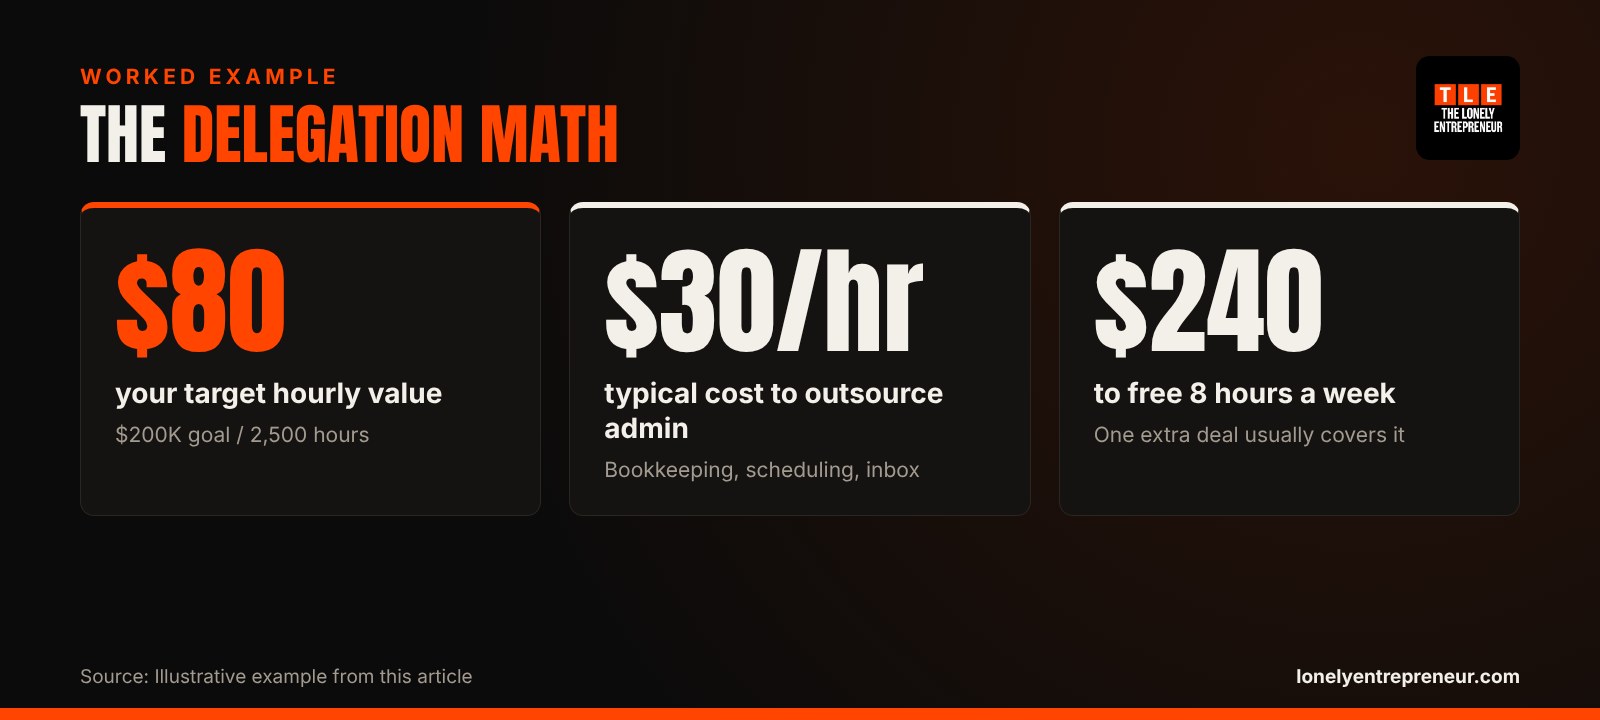 WORKED EXAMPLE
THE DELEGATION MATH
TLE
THE LONELY
ENTREPRENEUR
$80
your target hourly value
$200K goal / 2,500 hours
$30/hr
typical cost to outsource
admin
Bookkeeping, scheduling, inbox
$240
to free 8 hours a week
One extra deal usually covers it
Source: Illustrative example from this article
lonelyentrepreneur.com